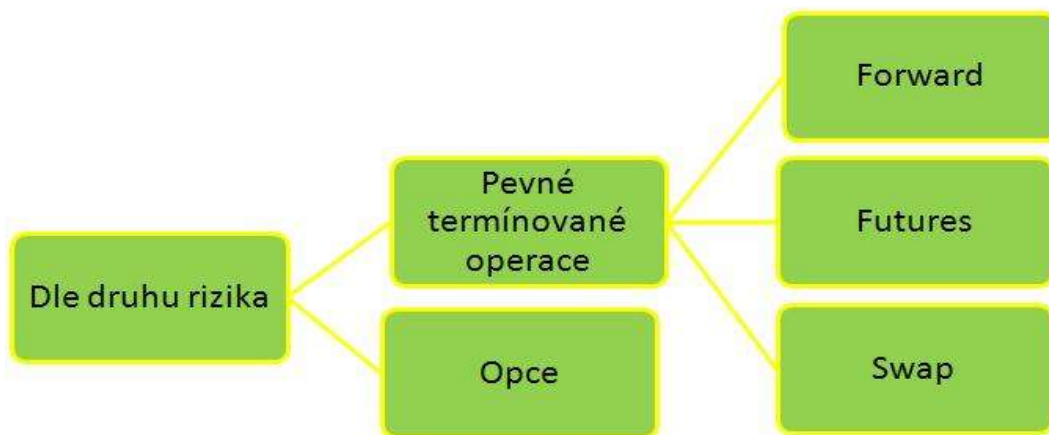 Dle druhu rizika
Pevné
termínované
operace
Opce
Forward
Futures
Swap